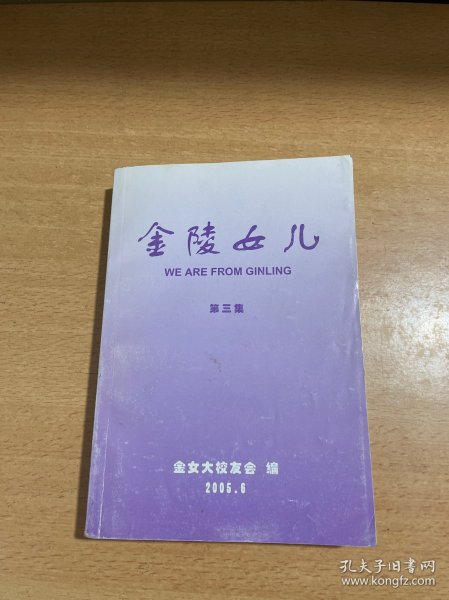 金陵女儿
WE ARE FROM GINLING
第三集
金女大校友会 编
2005.6
孔夫子旧书网
www.kongfz.com